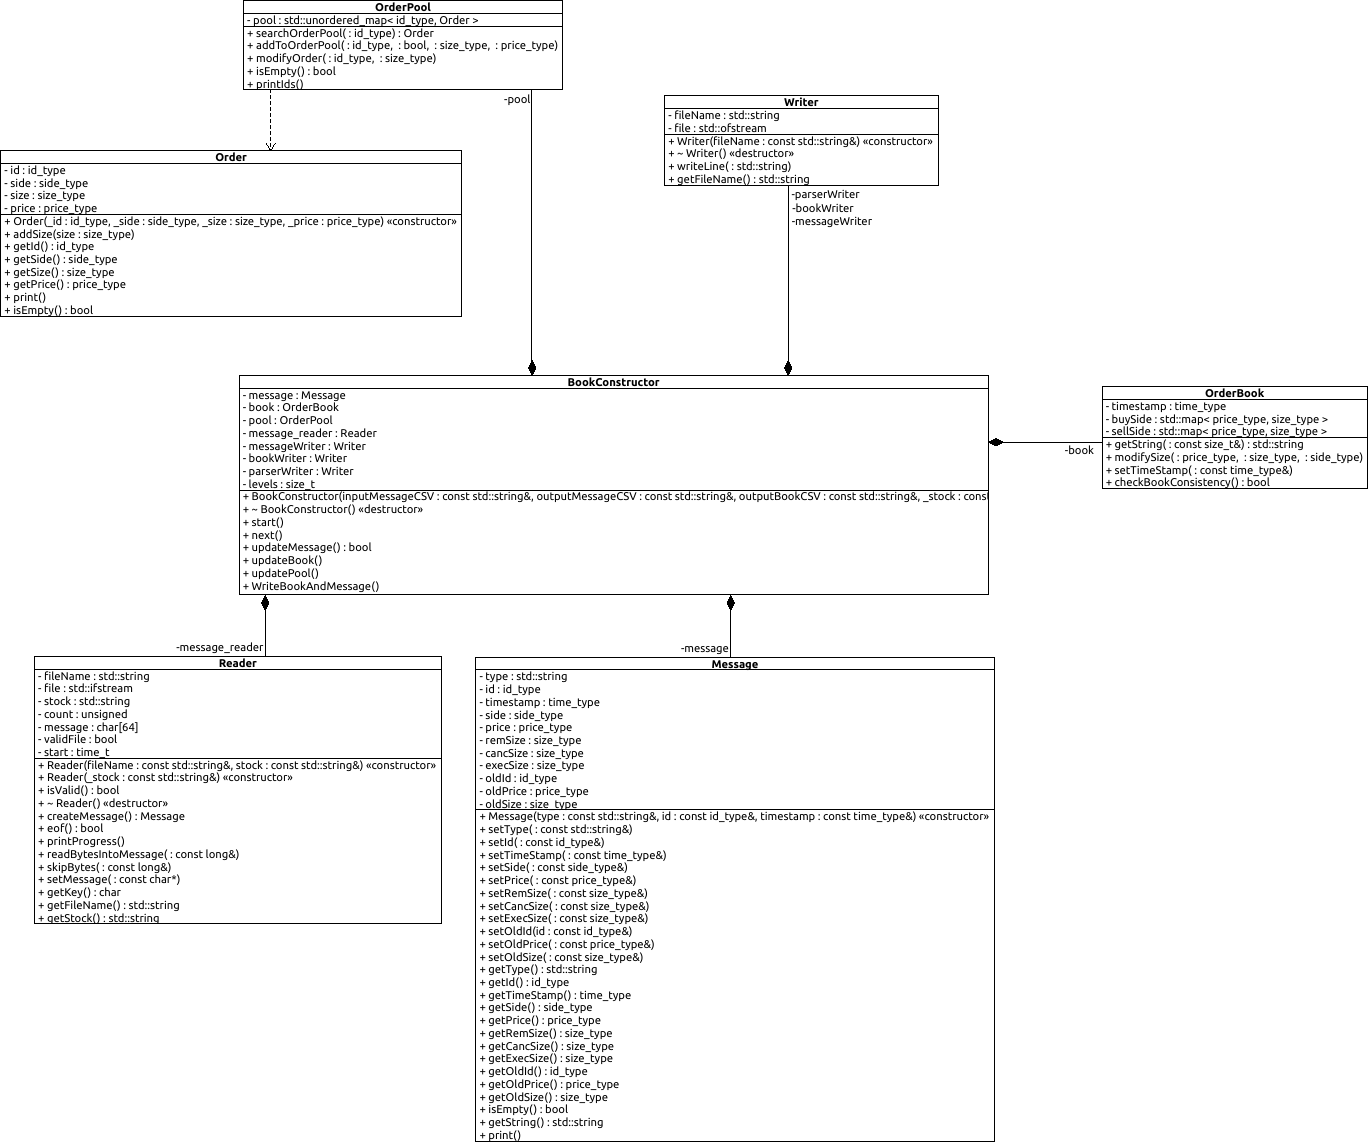 OrderPool
- pool : std::unordered_map< id_type, Order >
+ searchOrderPool( : id_type) : Order
+ addToOrderPool( : id_type,  : bool,  : size_type,  : price_type)
+ modifyOrder( : id_type,  : size_type)
+ isEmpty() : bool
+ printIds()
-pool
Writer
- fileName : std::string
- file : std::ofstream
+ Writer(fileName : const std::string&) «constructor»
+ ~ Writer() «destructor»
+ writeLine( : std::string)
+ getFileName() : std::string
-parserWriter
-bookWriter
-messageWriter
Order
- id : id_type
- side : side_type
- size : size_type
- price : price_type
+ Order(_id : id_type, _side : side_type, _size : size_type, _price : price_type) «constructor»
+ addSize(size : size_type)
+ getId() : id_type
+ getSide() : side_type
+ getSize() : size_type
+ getPrice() : price_type
+ print()
+ isEmpty() : bool
BookConstructor
- message : Message
- book : OrderBook
- pool : OrderPool
- message_reader : Reader
- messageWriter : Writer
- bookWriter : Writer
- parserWriter : Writer
- levels : size_t
+ BookConstructor(inputMessageCSV : const std::string&, outputMessageCSV : const std::string&, outputBookCSV : const std::string&, _stock : const
+ ~ BookConstructor() «destructor»
+ start()
+ next()
+ updateMessage() : bool
+ updateBook()
+ updatePool()
+ WriteBookAndMessage()
-book
OrderBook
- timestamp : time_type
- buySide : std::map< price_type, size_type >
- sellSide : std::map< price_type, size_type >
+ getString( : const size_t&) : std::string
+ modifySize( : price_type,  : size_type,  : side_type)
+ setTimeStamp( : const time_type&)
+ checkBookConsistency() : bool
-message_reader
Reader
- fileName : std::string
- file : std::ifstream
- stock : std::string
- count : unsigned
- message : char[64]
- validFile : bool
- start : time_t
+ Reader(fileName : const std::string&, stock : const std::string&) «constructor»
+ Reader(_stock : const std::string&) «constructor»
+ isValid() : bool
+ ~ Reader() «destructor»
+ createMessage() : Message
+ eof() : bool
+ printProgress()
+ readBytesIntoMessage( : const long&)
+ skipBytes( : const long&)
+ setMessage( : const char*)
+ getKey() : char
+ getFileName() : std::string
+ getStock() : std::string
-message
Message
- type : std::string
- id : id_type
- timestamp : time_type
- side : side_type
- price : price_type
- remSize : size_type
- cancSize : size_type
- execSize : size_type
- oldId : id_type
- oldPrice : price_type
- oldSize : size_type
+ Message(type : const std::string&, id : const id_type&, timestamp : const time_type&) «constructor»
+ setType( : const std::string&)
+ setId( : const id_type&)
+ setTimeStamp( : const time_type&)
+ setSide( : const side_type&)
+ setPrice( : const price_type&)
+ setRemSize( : const size_type&)
+ setCancSize( : const size_type&)
+ setExecSize( : const size_type&)
+ setOldId(id : const id_type&)
+ setOldPrice( : const price_type&)
+ setOldSize( : const size_type&)
+ getType() : std::string
+ getId() : id_type
+ getTimeStamp() : time_type
+ getSide() : side_type
+ getPrice() : price_type
+ getRemSize() : size_type
+ getCancSize() : size_type
+ getExecSize() : size_type
+ getOldId() : id_type
+ getOldPrice() : price_type
+ getOldSize() : size_type
+ isEmpty() : bool
+ getString() : std::string
+ print()